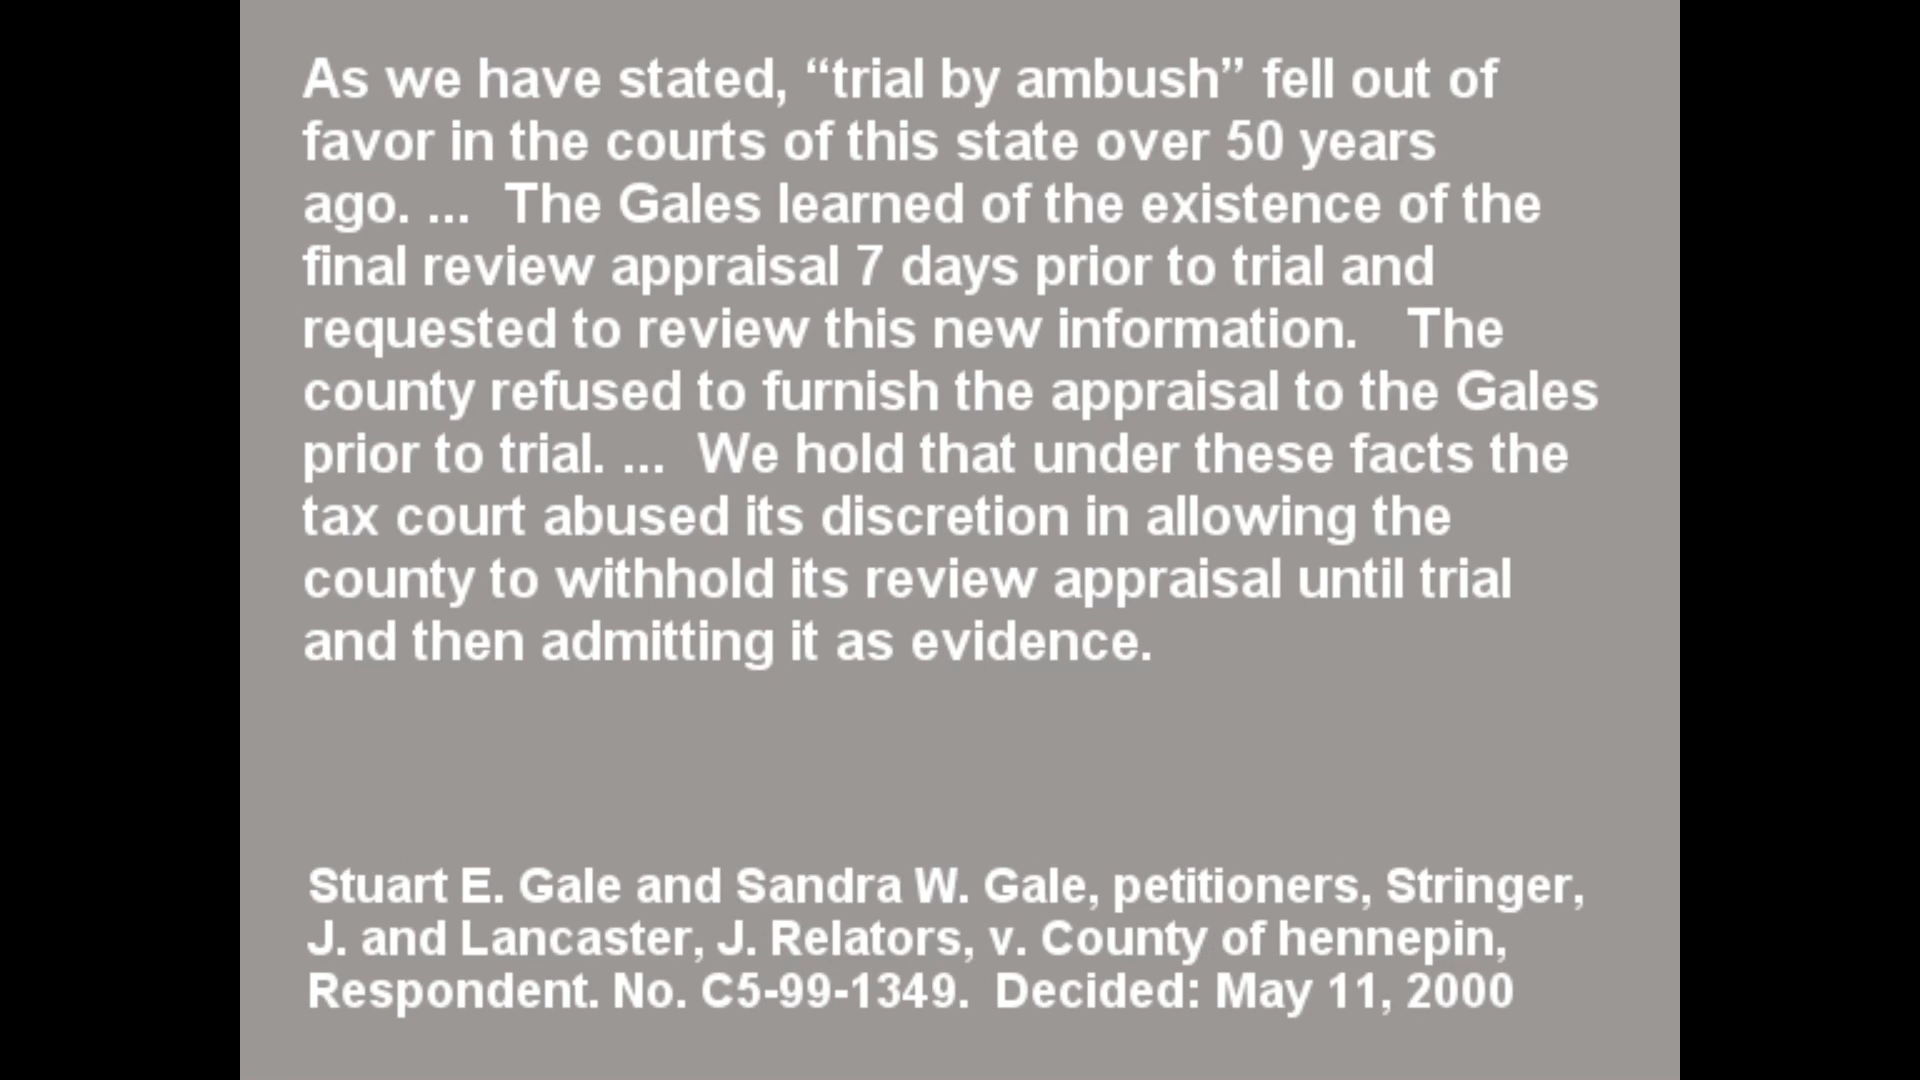 As we have stated, “trial by ambush” fell out of
favor in the courts of this state over 50 years
ago. ...  The Gales learned of the existence of the
final review appraisal 7 days prior to trial and
requested to review this new information.   The
county refused to furnish the appraisal to the Gales
prior to trial. ...  We hold that under these facts the
tax court abused its discretion in allowing the
county to withhold its review appraisal until trial
and then admitting it as evidence.
Stuart E. Gale and Sandra W. Gale, petitioners, Stringer,
J. and Lancaster, J. Relators, v. County of hennepin,
Respondent. No. C5-99-1349.  Decided: May 11, 2000